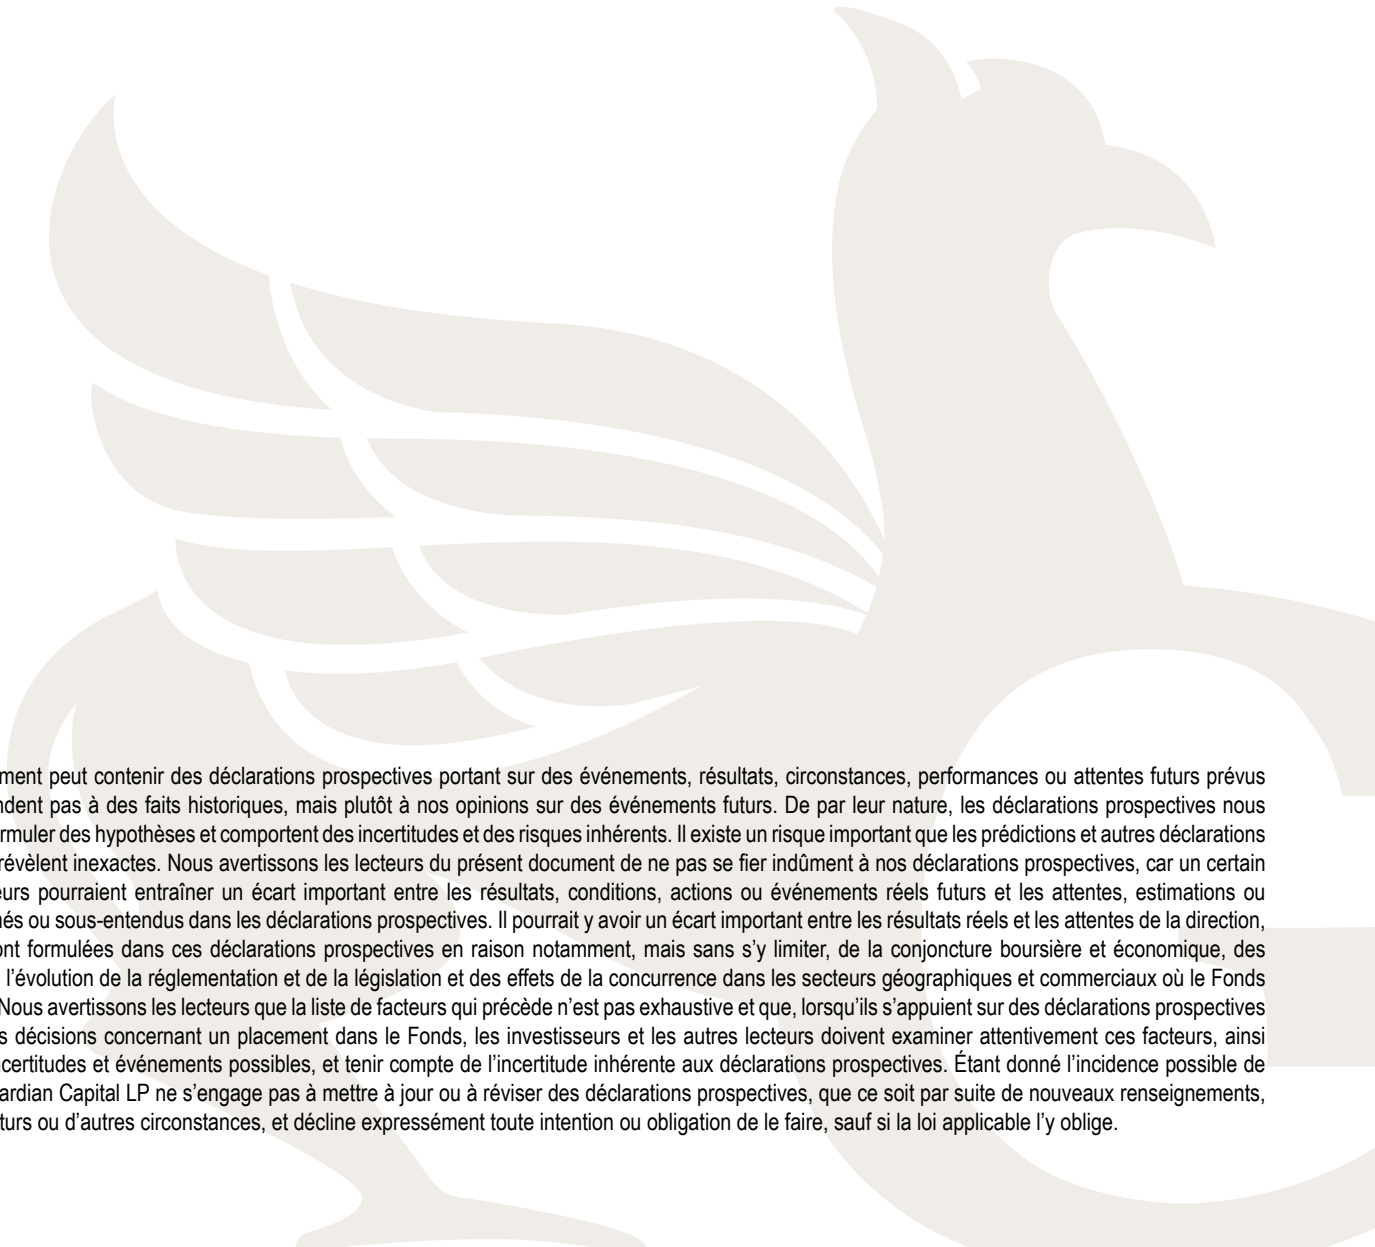 ment peut contenir des déclarations prospectives portant sur des événements, résultats, circonstances, performances ou attentes futurs prévus
ndent pas à des faits historiques, mais plutôt à nos opinions sur des événements futurs. De par leur nature, les déclarations prospectives nous
rmuler des hypothèses et comportent des incertitudes et des risques inhérents. Il existe un risque important que les prédictions et autres déclarations
révèlent inexactes. Nous avertissons les lecteurs du présent document de ne pas se fier indûment à nos déclarations prospectives, car un certain
eurs pourraient entraîner un écart important entre les résultats, conditions, actions ou événements réels futurs et les attentes, estimations ou
més ou sous-entendus dans les déclarations prospectives. Il pourrait y avoir un écart important entre les résultats réels et les attentes de la direction,
ont formulées dans ces déclarations prospectives en raison notamment, mais sans s’y limiter, de la conjoncture boursière et économique, des
l’évolution de la réglementation et de la législation et des effets de la concurrence dans les secteurs géographiques et commerciaux où le Fonds
Nous avertissons les lecteurs que la liste de facteurs qui précède n’est pas exhaustive et que, lorsqu’ils s’appuient sur des déclarations prospectives
s décisions concernant un placement dans le Fonds, les investisseurs et les autres lecteurs doivent examiner attentivement ces facteurs, ainsi
certitudes et événements possibles, et tenir compte de l’incertitude inhérente aux déclarations prospectives. Étant donné l’incidence possible de
ardian Capital LP ne s’engage pas à mettre à jour ou à réviser des déclarations prospectives, que ce soit par suite de nouveaux renseignements,
turs ou d’autres circonstances, et décline expressément toute intention ou obligation de le faire, sauf si la loi applicable l’y oblige.